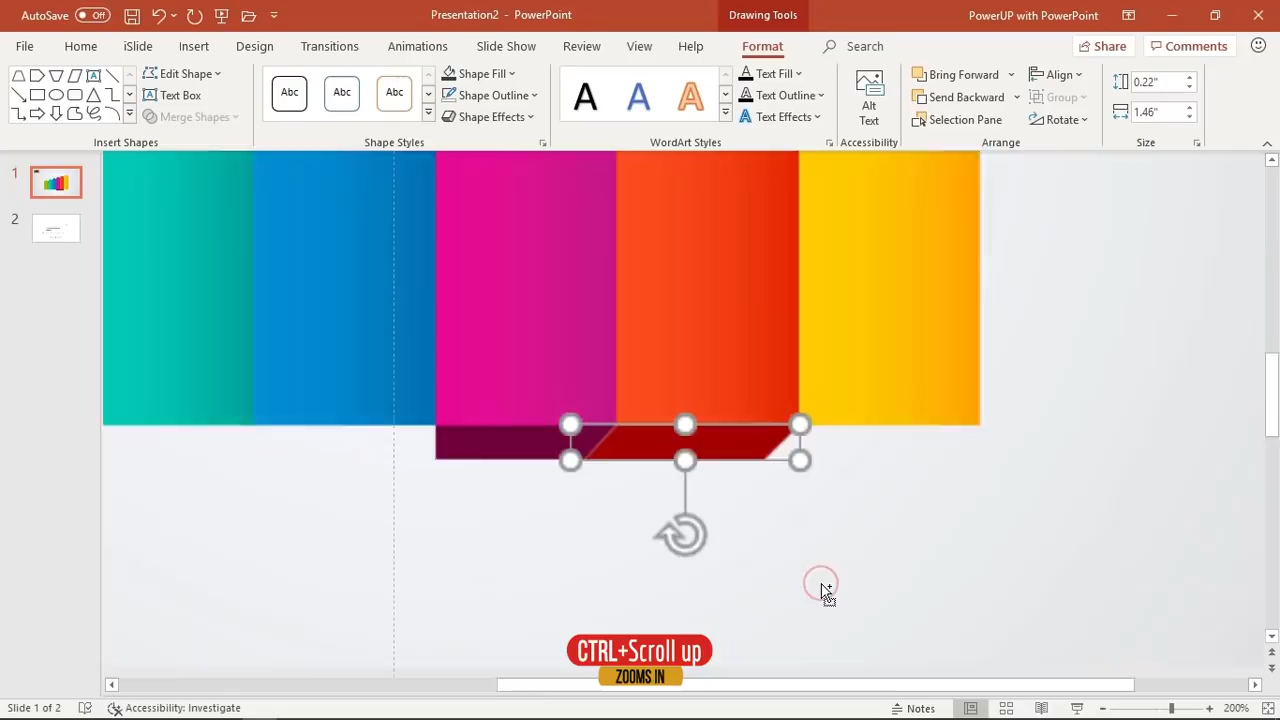 AutoSave Off Presentation2 - PowerPoint Drawing Tools PowerUP with PowerPoint
File Home iSlide Insert Design Transitions Animations Slide Show Review View Help Format Search Share Comments
Edit Shape
Text Box
Merge Shapes
Insert Shapes
Abc Abc Abc
Shape Fill
Shape Outline
Shape Effects
Shape Styles
A A A
Text Fill
Text Outline
Text Effects
WordArt Styles
Alt
Text
Accessibility
Bring Forward
Send Backward
Selection Pane
Align
Group
Rotate
Arrange
0.22"
1.46"
Size
1
2
CTRL+Scroll up
ZOOMS IN
Slide 1 of 2 Accessibility: Investigate Notes 200%